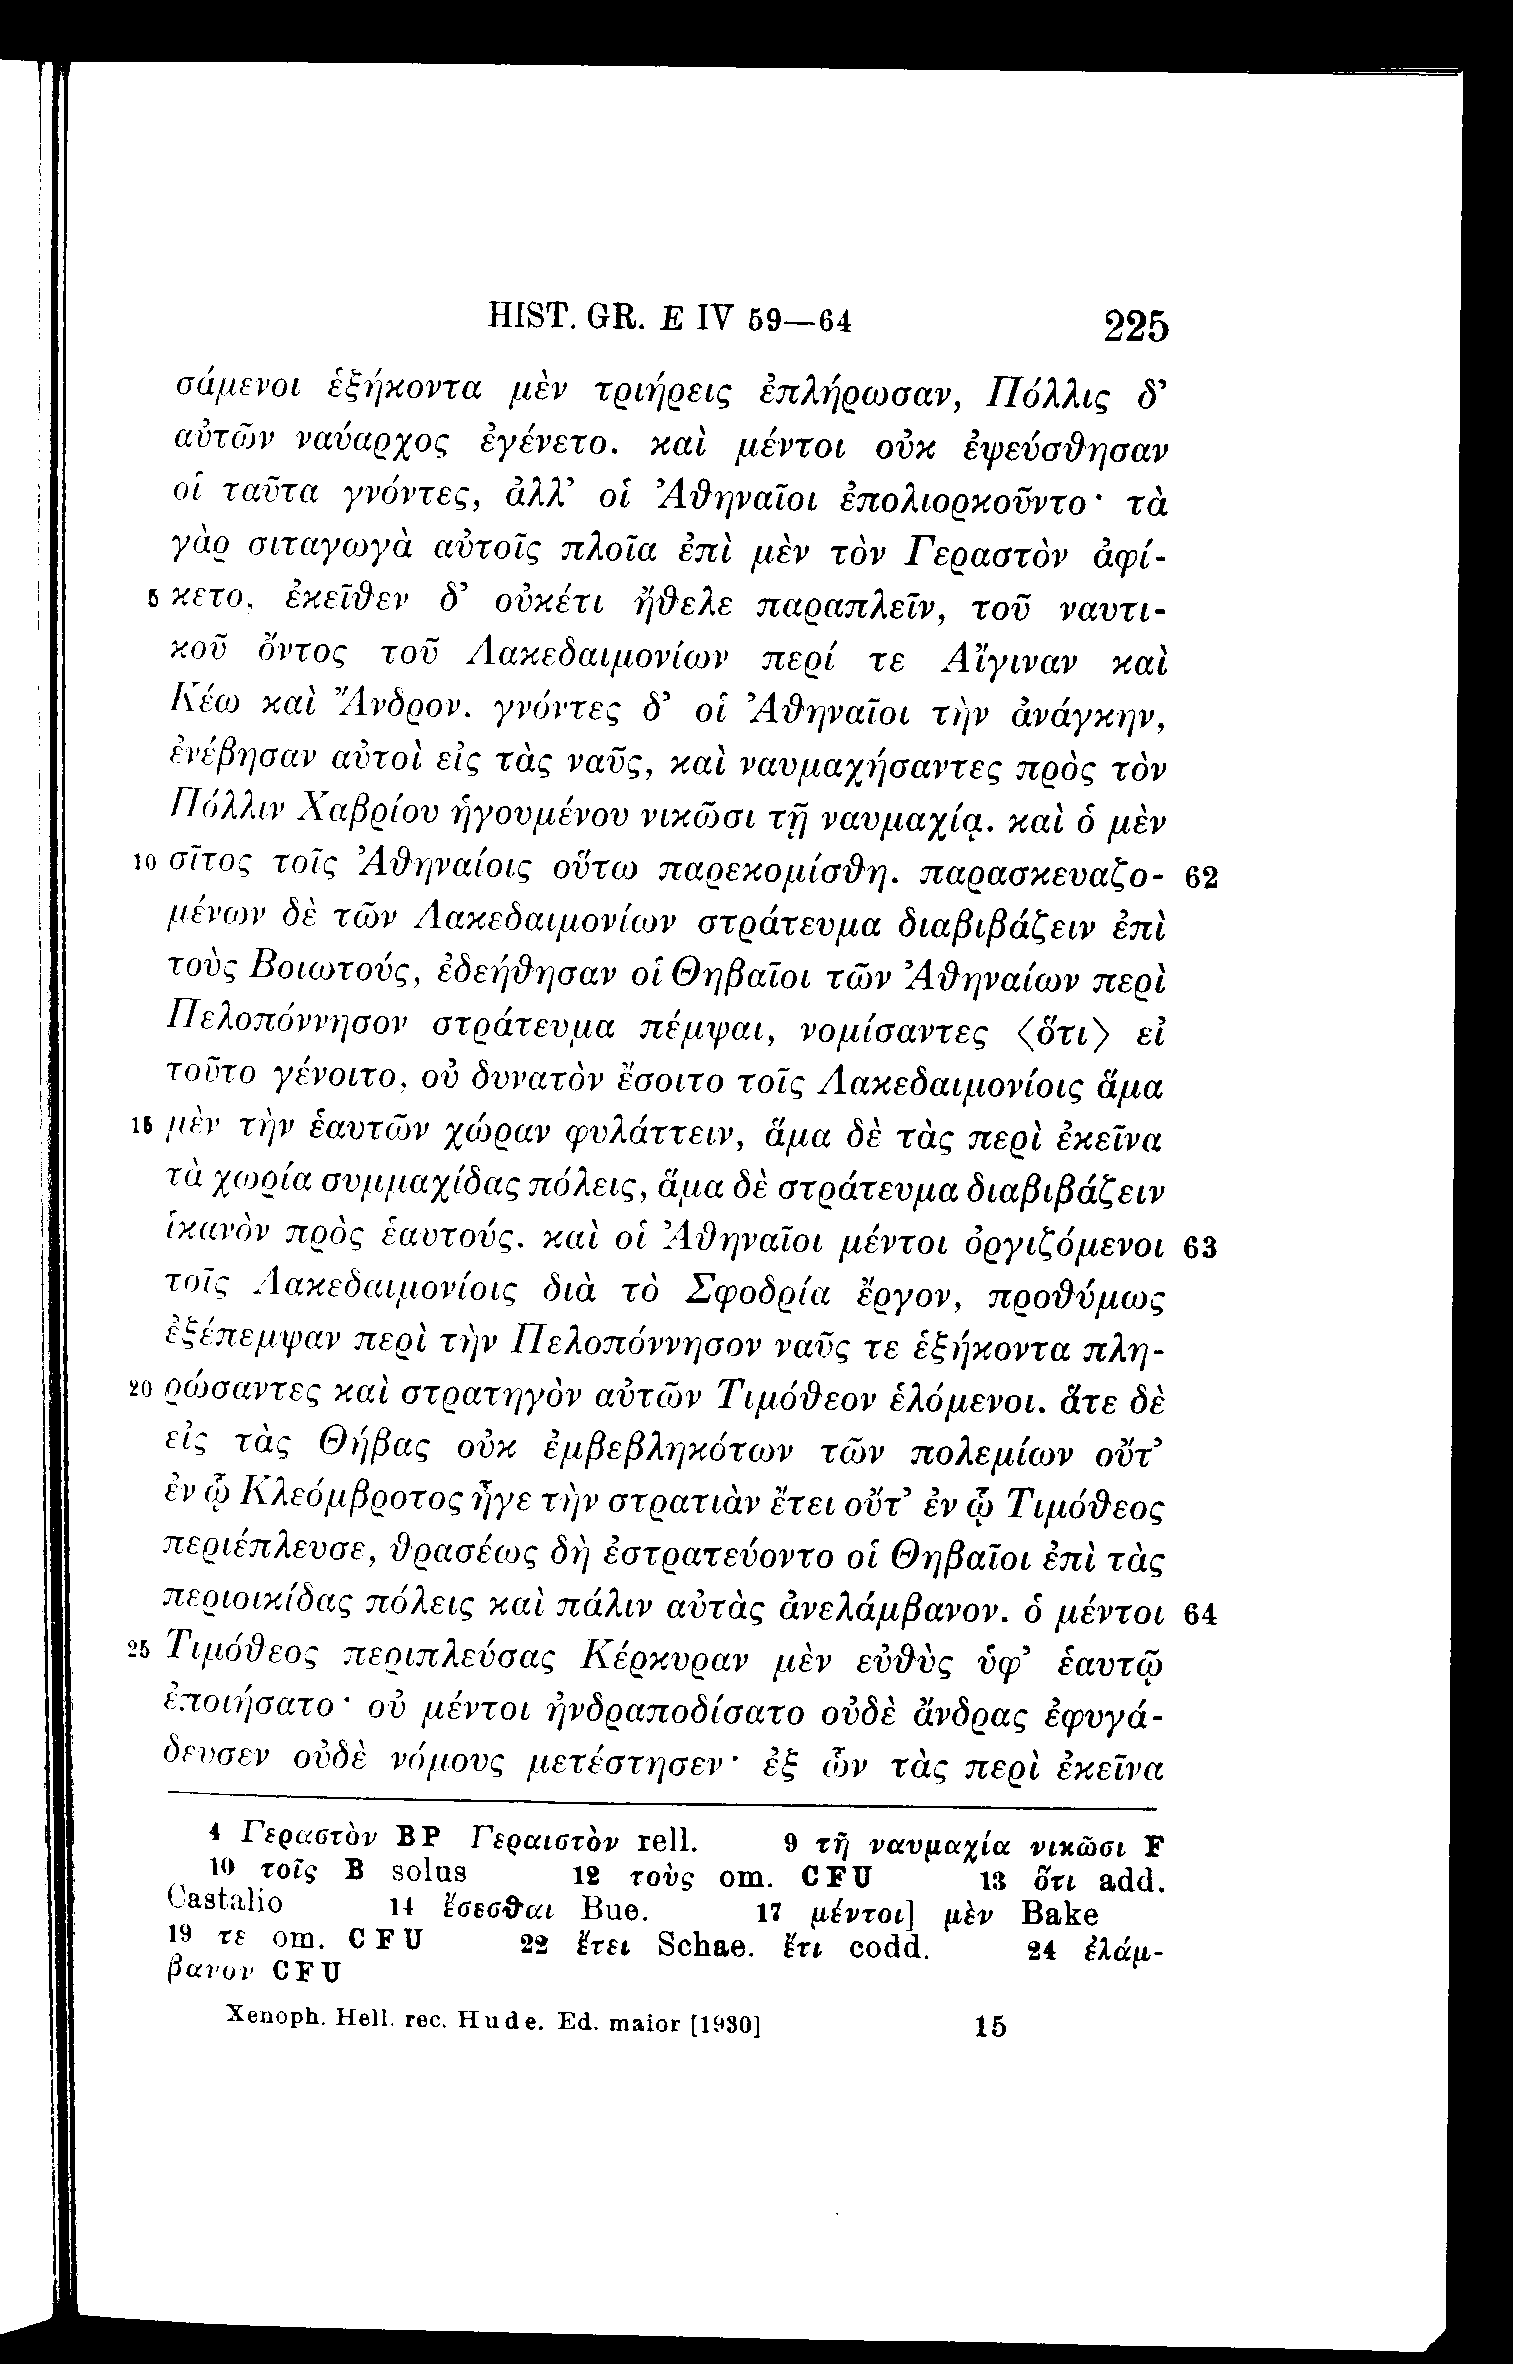 HIST. GR. E IV 59—64 225
σάμενοι ἑξήκοντα μὲν τριήρεις ἐπλήρωσαν, Πόλλις δ’
αὐτῶν ναύαρχος ἐγένετο. καὶ μέντοι οὐκ ἐψεύσθησαν
οἱ ταῦτα γνόντες, ἀλλ’ οἱ Ἀθηναῖοι ἐπολιορκοῦντο· τὰ
γὰρ σιταγωγὰ αὐτοῖς πλοῖα ἐπὶ μὲν τὸν Γεραστὸν ἀφί-
5 κετο, ἐκεῖθεν δ’ οὐκέτι ἤθελε παραπλεῖν, τοῦ ναυτι-
κοῦ ὄντος τοῦ Λακεδαιμονίων περί τε Αἴγιναν καὶ
Κέω καὶ Ἄνδρον. γνόντες δ’ οἱ Ἀθηναῖοι τὴν ἀνάγκην,
ἐνέβησαν αὐτοὶ εἰς τὰς ναῦς, καὶ ναυμαχήσαντες πρὸς τὸν
Πόλλιν Χαβρίου ἡγουμένου νικῶσι τῇ ναυμαχίᾳ. καὶ ὁ μὲν
10 σῖτος τοῖς Ἀθηναίοις οὕτω παρεκομίσθη. παρασκευαζο- 62
μένων δὲ τῶν Λακεδαιμονίων στράτευμα διαβιβάζειν ἐπὶ
τοὺς Βοιωτούς, ἐδεήθησαν οἱ Θηβαῖοι τῶν Ἀθηναίων περὶ
Πελοπόννησον στράτευμα πέμψαι, νομίσαντες ⟨ὅτι⟩ εἰ
τοῦτο γένοιτο, οὐ δυνατὸν ἔσοιτο τοῖς Λακεδαιμονίοις ἅμα
15 μὲν τὴν ἑαυτῶν χώραν φυλάττειν, ἅμα δὲ τὰς περὶ ἐκεῖνα
τὰ χωρία συμμαχίδας πόλεις, ἅμα δὲ στράτευμα διαβιβάζειν
ἱκανὸν πρὸς ἑαυτούς. καὶ οἱ Ἀθηναῖοι μέντοι ὀργιζόμενοι 63
τοῖς Λακεδαιμονίοις διὰ τὸ Σφοδρία ἔργον, προθύμως
ἐξέπεμψαν περὶ τὴν Πελοπόννησον ναῦς τε ἑξήκοντα πλη-
20 ρώσαντες καὶ στρατηγὸν αὐτῶν Τιμόθεον ἑλόμενοι. ἅτε δὲ
εἰς τὰς Θήβας οὐκ ἐμβεβληκότων τῶν πολεμίων οὔτ’
ἐν ᾧ Κλεόμβροτος ἦγε τὴν στρατιὰν ἔτει οὔτ’ ἐν ᾧ Τιμόθεος
περιέπλευσε, θρασέως δὴ ἐστρατεύοντο οἱ Θηβαῖοι ἐπὶ τὰς
περιοικίδας πόλεις καὶ πάλιν αὐτὰς ἀνελάμβανον. ὁ μέντοι 64
25 Τιμόθεος περιπλεύσας Κέρκυραν μὲν εὐθὺς ὑφ’ ἑαυτῷ
ἐποιήσατο· οὐ μέντοι ἠνδραποδίσατο οὐδὲ ἄνδρας ἐφυγά-
δευσεν οὐδὲ νόμους μετέστησεν· ἐξ ὧν τὰς περὶ ἐκεῖνα
4 Γεραστὸν BP Γεραιστὸν rell. 9 τῇ ναυμαχία νικῶσι F
10 τοῖς B solus 12 τοὺς om. CFU 13 ὅτι add.
Castalio 14 ἔσεσθαι Bue. 17 μέντοι] μὲν Bake
19 τε om. CFU 22 ἔτει Schae. ἔτι codd. 24 ἐλάμ-
βανον CFU
Xenoph. Hell. rec. Hude. Ed. maior [1930] 15